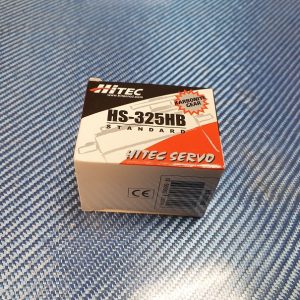 HITEC
KARBONITE
GEAR
HS-325HB
STANDARD
HITEC SERVO
CE